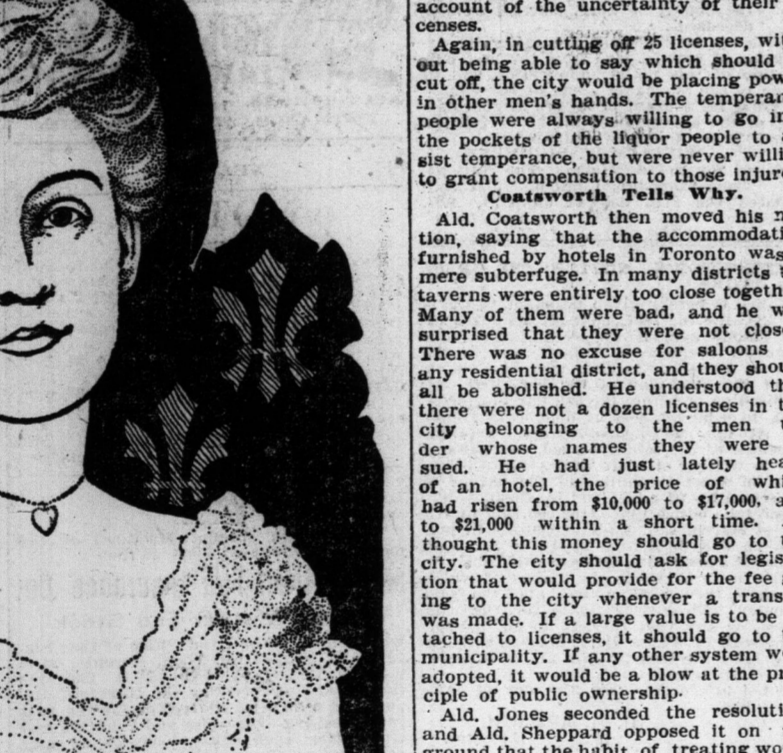 account of the uncertainty of their
censes.
Again, in cutting off 25 licenses, wit
out being able to say which should
cut off, the city would be placing pow
in other men's hands. The temperan
people were always willing to go in
the pockets of the liquor people to
sist temperance, but were never willi
to grant compensation to those injure
Coatsworth Tells Why.
Ald. Coatsworth then moved his m
tion, saying that the accommodati
furnished by hotels in Toronto was
mere subterfuge. In many districts t
taverns were entirely too close togeth
Many of them were bad, and he w
surprised that they were not close
There was no excuse for saloons
any residential district, and they shou
all be abolished. He understood th
there were not a dozen licenses in t
city belonging to the men
der whose names they were
sued. He had just lately hea
of an hotel, the price of whi
bad risen from $10,000 to $17,000, a
to $21,000 within a short time.
thought this money should go to t
city. The city should ask for legis
tion that would provide for the fee
ing to the city whenever a trans
was made. If a large value is to be
tached to licenses, it should go to
municipality. If any other system we
adopted, it would be a blow at the pr
ciple of public ownership.
Ald. Jones seconded the resoluti
and Ald. Sheppard opposed it on
ground that the habit of treating w